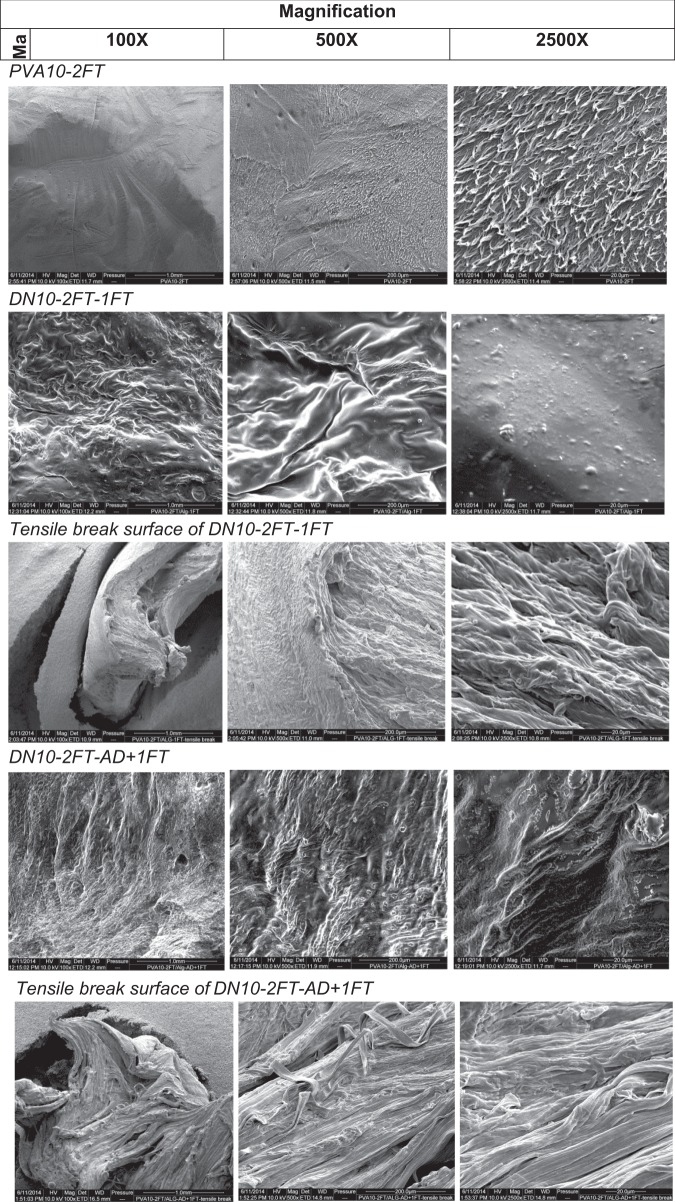 Magnification
Ma
100X
500X
2500X
PVA10-2FT
6/11/2014 HV Mag Det WD Pressure 1.0mm
2:55:41 PM 10.0 kV 100x ETD 11.7 mm --- PVA10-2FT
6/11/2014 HV Mag Det WD Pressure 200.0µm
2:57:06 PM 10.0 kV 500x ETD 11.5 mm --- PVA10-2FT
6/11/2014 HV Mag Det WD Pressure 20.0µm
2:58:22 PM 10.0 kV 2500x ETD 11.4 mm --- PVA10-2FT
DN10-2FT-1FT
6/11/2014 HV Mag Det WD Pressure 1.0mm
12:31:04 PM 10.0 kV 100x ETD 12.2 mm --- PVA10-2FT/Alg-1FT
6/11/2014 HV Mag Det WD Pressure 200.0µm
12:32:44 PM 10.0 kV 500x ETD 11.8 mm --- PVA10-2FT/Alg-1FT
6/11/2014 HV Mag Det WD Pressure 20.0µm
12:38:04 PM 10.0 kV 2500x ETD 11.7 mm --- PVA10-2FT/Alg-1FT
Tensile break surface of DN10-2FT-1FT
6/11/2014 HV Mag Det WD Pressure 1.0mm
2:03:47 PM 10.0 kV 100x ETD 10.9 mm --- PVA10-2FT/ALG-1FT-tensile break
6/11/2014 HV Mag Det WD Pressure 200.0µm
2:05:42 PM 10.0 kV 500x ETD 11.0 mm --- PVA10-2FT/ALG-1FT-tensile break
6/11/2014 HV Mag Det WD Pressure 20.0µm
2:08:25 PM 10.0 kV 2500x ETD 10.8 mm --- PVA10-2FT/ALG-1FT-tensile break
DN10-2FT-AD+1FT
6/11/2014 HV Mag Det WD Pressure 1.0mm
12:15:02 PM 10.0 kV 100x ETD 12.2 mm --- PVA10-2FT/Alg-AD+1FT
6/11/2014 HV Mag Det WD Pressure 200.0µm
12:17:15 PM 10.0 kV 500x ETD 11.9 mm --- PVA10-2FT/Alg-AD+1FT
6/11/2014 HV Mag Det WD Pressure 20.0µm
12:19:01 PM 10.0 kV 2500x ETD 11.7 mm --- PVA10-2FT/Alg-AD+1FT
Tensile break surface of DN10-2FT-AD+1FT
6/11/2014 HV Mag Det WD Pressure 1.0mm
1:51:03 PM 10.0 kV 100x ETD 16.5 mm --- PVA10-2FT/ALG-AD+1FT-tensile break
6/11/2014 HV Mag Det WD Pressure 200.0µm
1:52:25 PM 10.0 kV 500x ETD 14.8 mm --- PVA10-2FT/ALG-AD+1FT-tensile break
6/11/2014 HV Mag Det WD Pressure 20.0µm
1:53:37 PM 10.0 kV 2500x ETD 14.6 mm --- PVA10-2FT/ALG-AD+1FT-tensile break